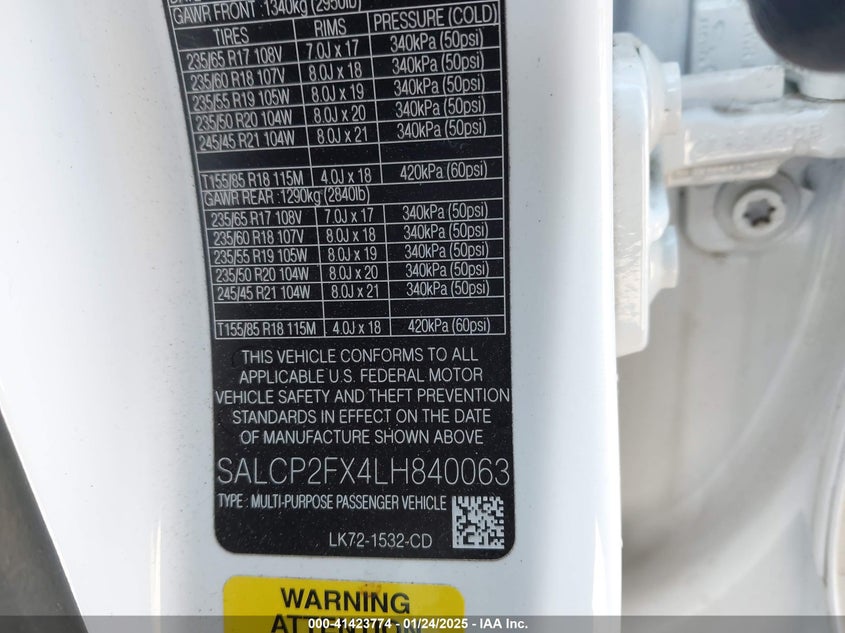 GAWR FRONT : 1340kg (2950lb)
TIRES RIMS PRESSURE (COLD)
235/65 R17 108V 7.0J x 17 340kPa (50psi)
235/60 R18 107V 8.0J x 18 340kPa (50psi)
235/55 R19 105W 8.0J x 19 340kPa (50psi)
235/50 R20 104W 8.0J x 20 340kPa (50psi)
245/45 R21 104W 8.0J x 21 340kPa (50psi)
T155/85 R18 115M 4.0J x 18 420kPa (60psi)
GAWR REAR : 1290kg (2840lb)
235/65 R17 108V 7.0J x 17 340kPa (50psi)
235/60 R18 107V 8.0J x 18 340kPa (50psi)
235/55 R19 105W 8.0J x 19 340kPa (50psi)
235/50 R20 104W 8.0J x 20 340kPa (50psi)
245/45 R21 104W 8.0J x 21 340kPa (50psi)
T155/85 R18 115M 4.0J x 18 420kPa (60psi)
THIS VEHICLE CONFORMS TO ALL
APPLICABLE U.S. FEDERAL MOTOR
VEHICLE SAFETY AND THEFT PREVENTION
STANDARDS IN EFFECT ON THE DATE
OF MANUFACTURE SHOWN ABOVE
SALCP2FX4LH840063
TYPE : MULTI-PURPOSE PASSENGER VEHICLE
LK72-1532-CD
WARNING
ATTENTION
000-41423774 - 01/24/2025 - IAA Inc.